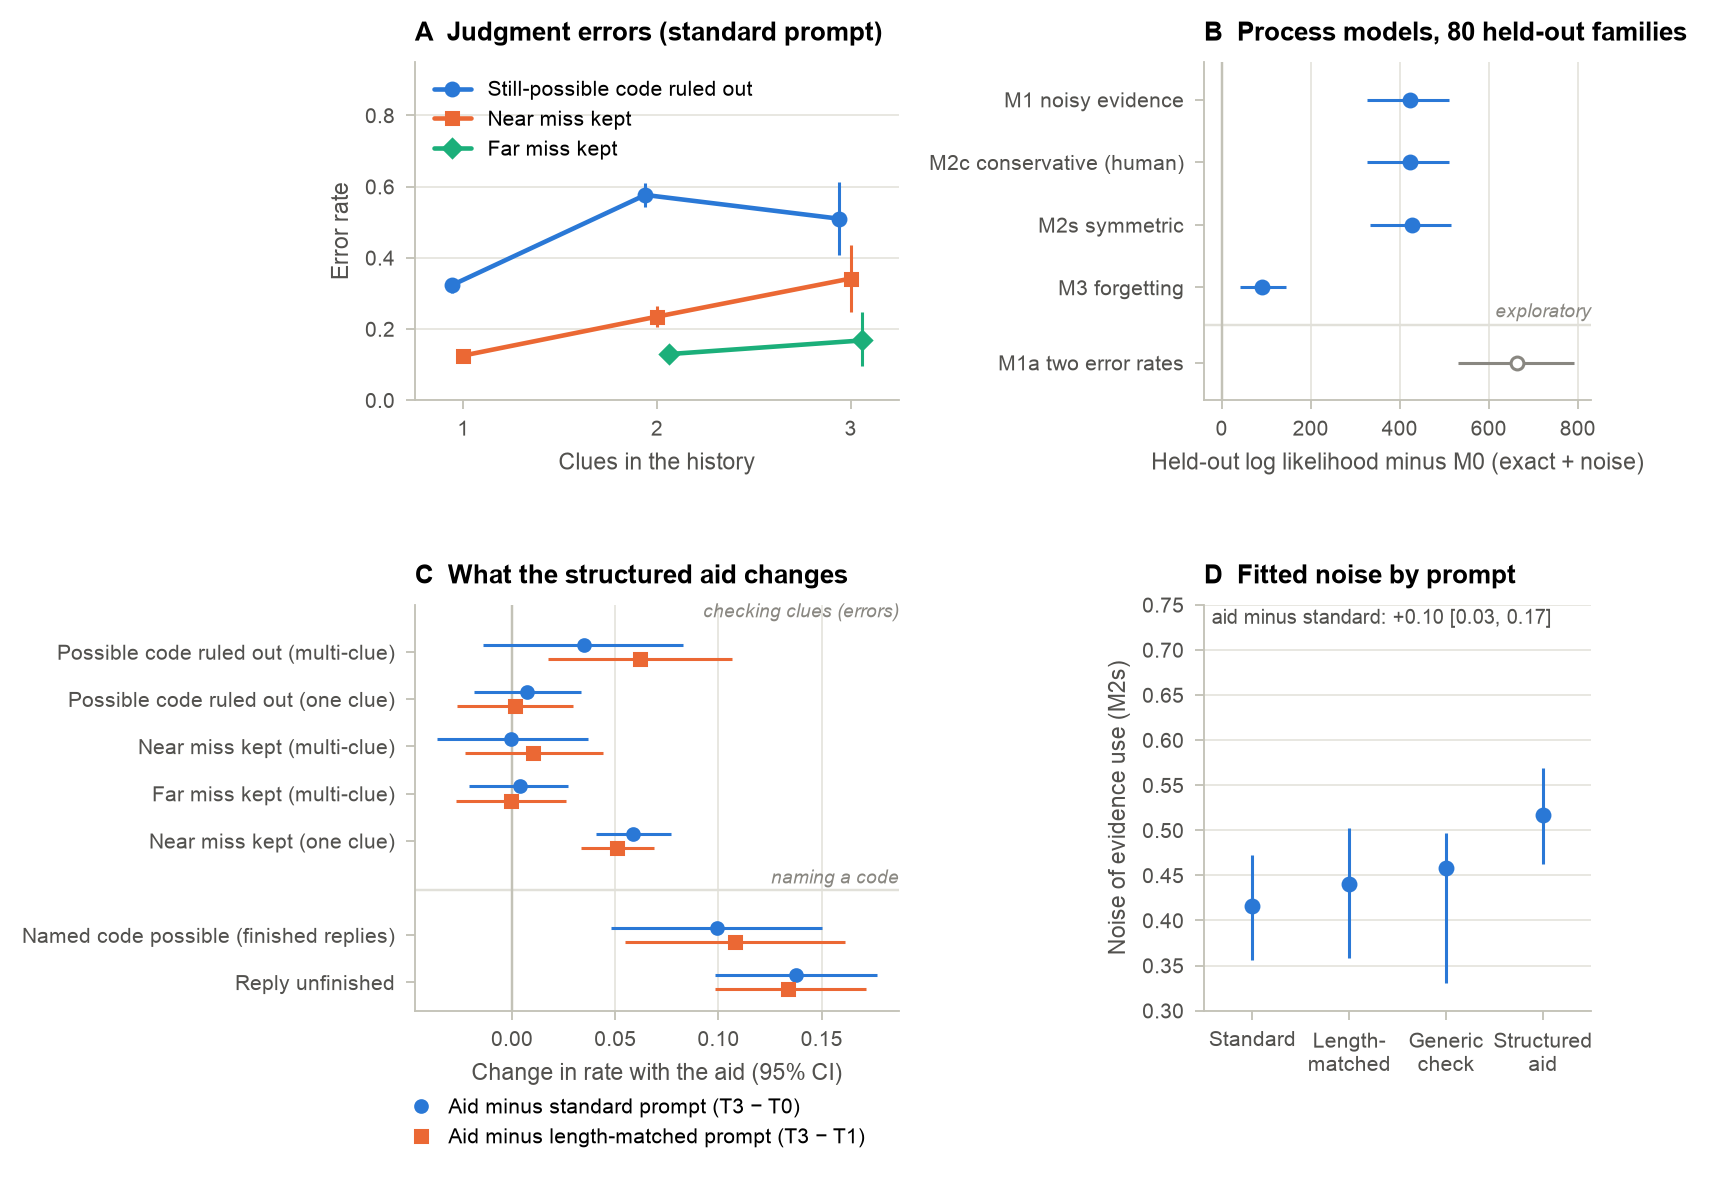 A Judgment errors (standard prompt)
Still-possible code ruled out
Near miss kept
Far miss kept
Error rate
0.8
0.6
0.4
0.2
0.0
1 2 3
Clues in the history
B Process models, 80 held-out families
M1 noisy evidence
M2c conservative (human)
M2s symmetric
M3 forgetting
exploratory
M1a two error rates
0 200 400 600 800
Held-out log likelihood minus M0 (exact + noise)
C What the structured aid changes
checking clues (errors)
Possible code ruled out (multi-clue)
Possible code ruled out (one clue)
Near miss kept (multi-clue)
Far miss kept (multi-clue)
Near miss kept (one clue)
naming a code
Named code possible (finished replies)
Reply unfinished
0.00 0.05 0.10 0.15
Change in rate with the aid (95% CI)
Aid minus standard prompt (T3 − T0)
Aid minus length-matched prompt (T3 − T1)
D Fitted noise by prompt
aid minus standard: +0.10 [0.03, 0.17]
Noise of evidence use (M2s)
0.75
0.70
0.65
0.60
0.55
0.50
0.45
0.40
0.35
0.30
Standard
Length-
matched
Generic
check
Structured
aid